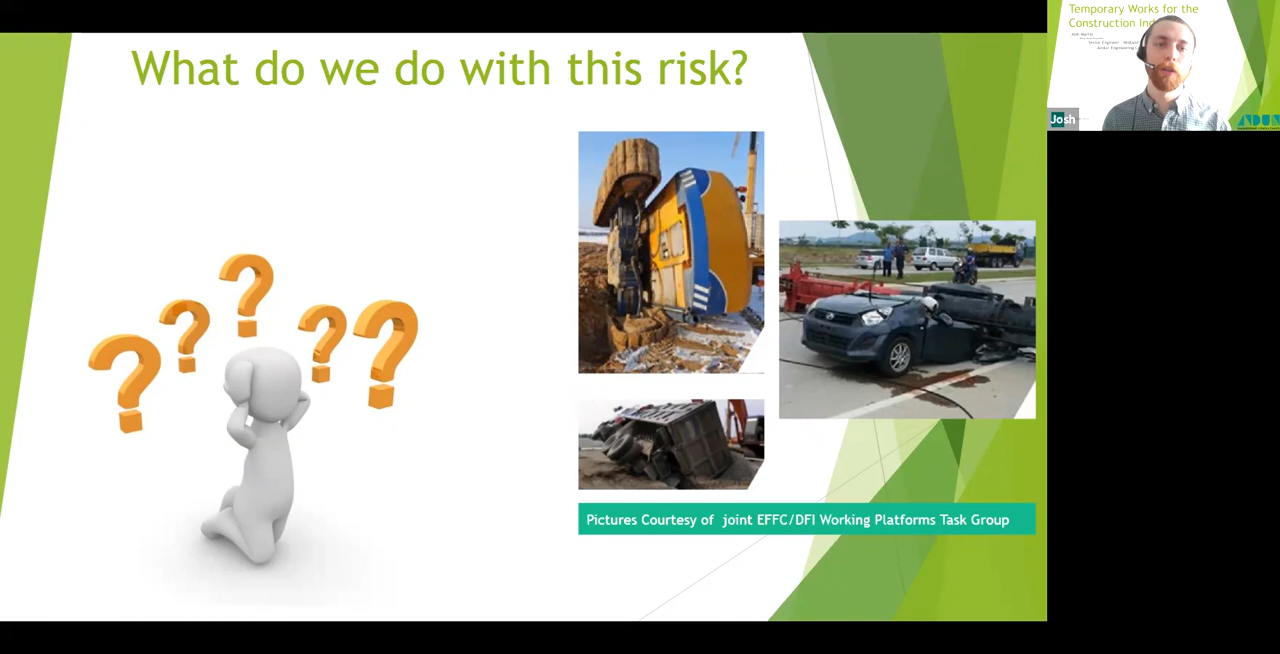 What do we do with this risk?
Pictures Courtesy of  joint EFFC/DFI Working Platforms Task Group
Temporary Works for the
Construction Ind
Josh